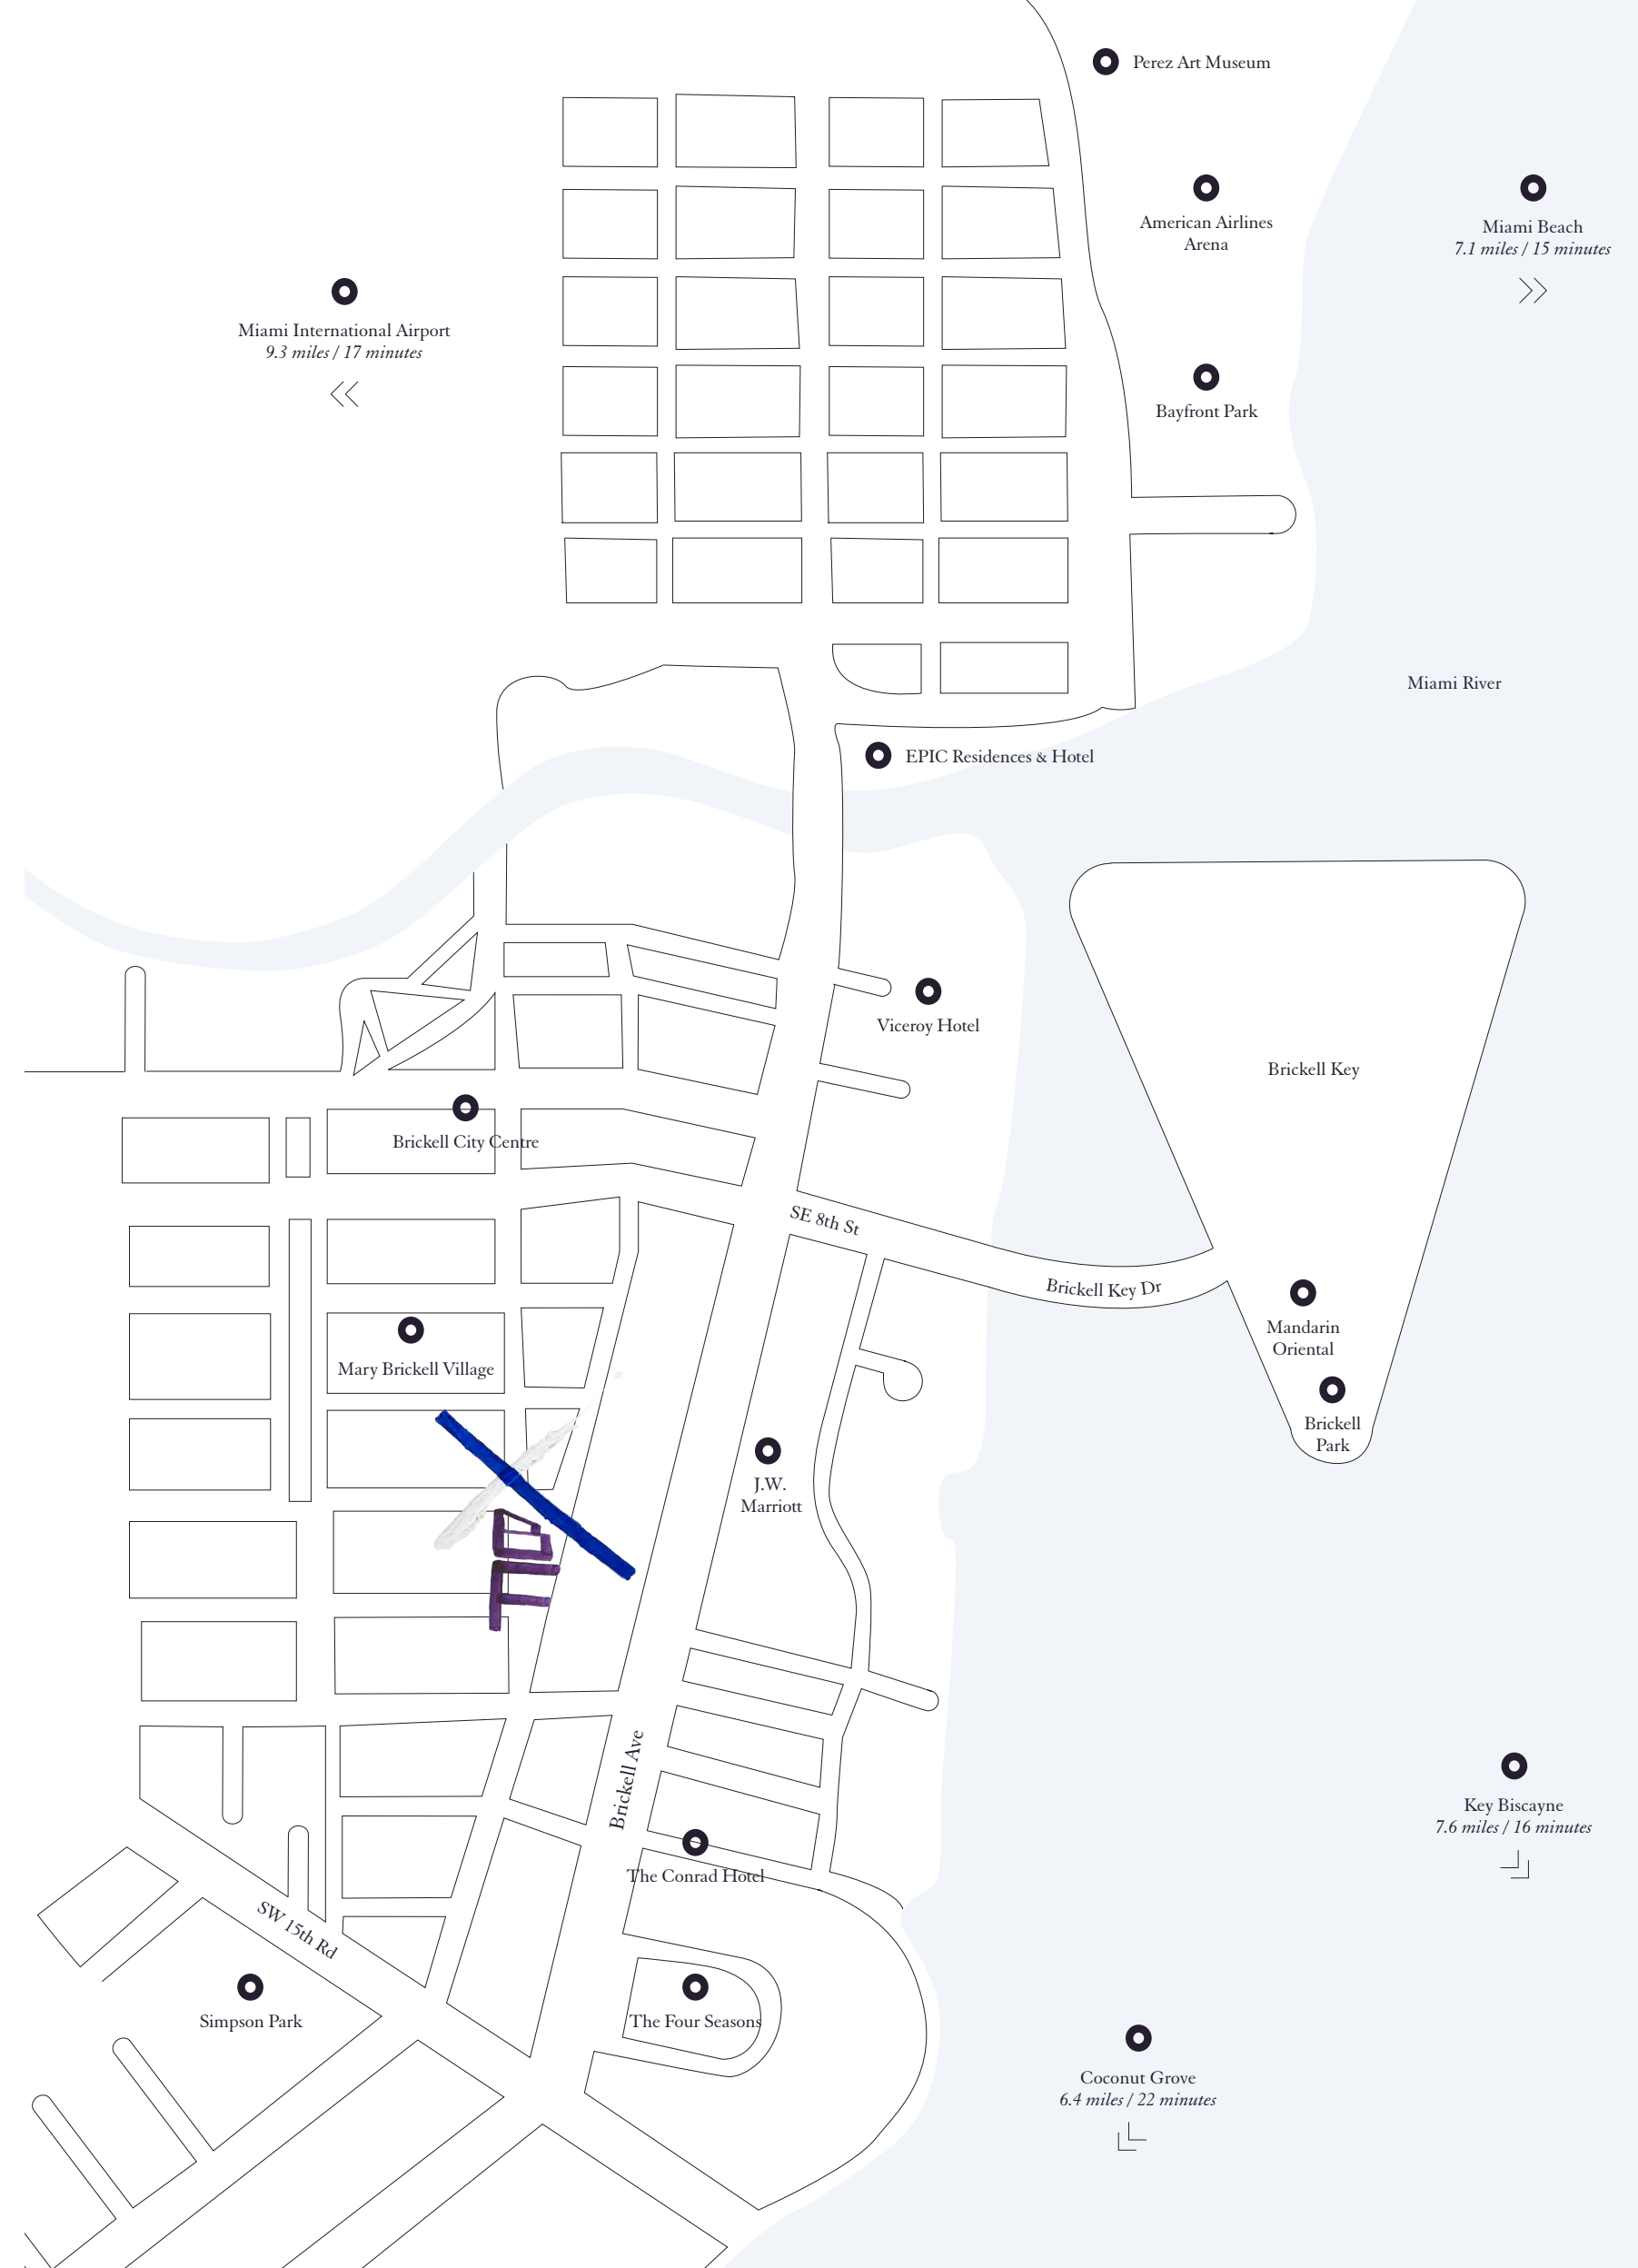 Perez Art Museum
American Airlines
Arena
Miami Beach
7.1 miles / 15 minutes
Miami International Airport
9.3 miles / 17 minutes
Bayfront Park
Miami River
EPIC Residences & Hotel
Viceroy Hotel
Brickell Key
Brickell City Centre
SE 8th St
Brickell Key Dr
Mandarin
Oriental
Mary Brickell Village
Brickell
Park
J.W.
Marriott
Brickell Ave
Key Biscayne
7.6 miles / 16 minutes
The Conrad Hotel
SW 15th Rd
Simpson Park
The Four Seasons
Coconut Grove
6.4 miles / 22 minutes